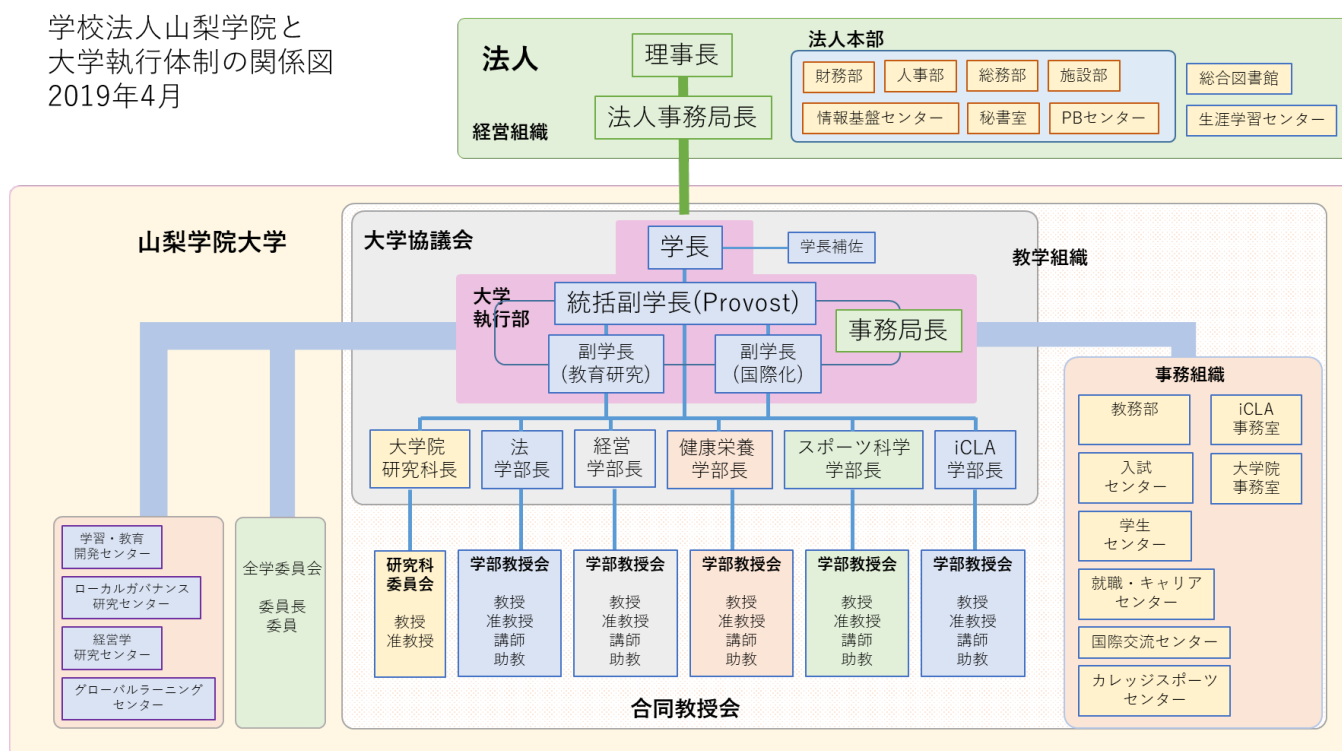 学校法人山梨学院と
大学執行体制の関係図
2019年4月
法人
経営組織
理事長
法人事務局長
法人本部
財務部
人事部
総務部
施設部
情報基盤センター
秘書室
PBセンター
総合図書館
生涯学習センター
山梨学院大学
大学協議会
教学組織
学長
学長補佐
大学
執行部
統括副学長(Provost)
事務局長
副学長
(教育研究)
副学長
(国際化)
大学院
研究科長
法
学部長
経営
学部長
健康栄養
学部長
スポーツ科学
学部長
iCLA
学部長
学習・教育
開発センター
ローカルガバナンス
研究センター
経営学
研究センター
グローバルラーニング
センター
全学委員会
委員長
委員
研究科
委員会
教授
准教授
学部教授会
教授
准教授
講師
助教
学部教授会
教授
准教授
講師
助教
学部教授会
教授
准教授
講師
助教
学部教授会
教授
准教授
講師
助教
学部教授会
教授
准教授
講師
助教
合同教授会
事務組織
教務部
iCLA
事務室
入試
センター
大学院
事務室
学生
センター
就職・キャリア
センター
国際交流センター
カレッジスポーツ
センター